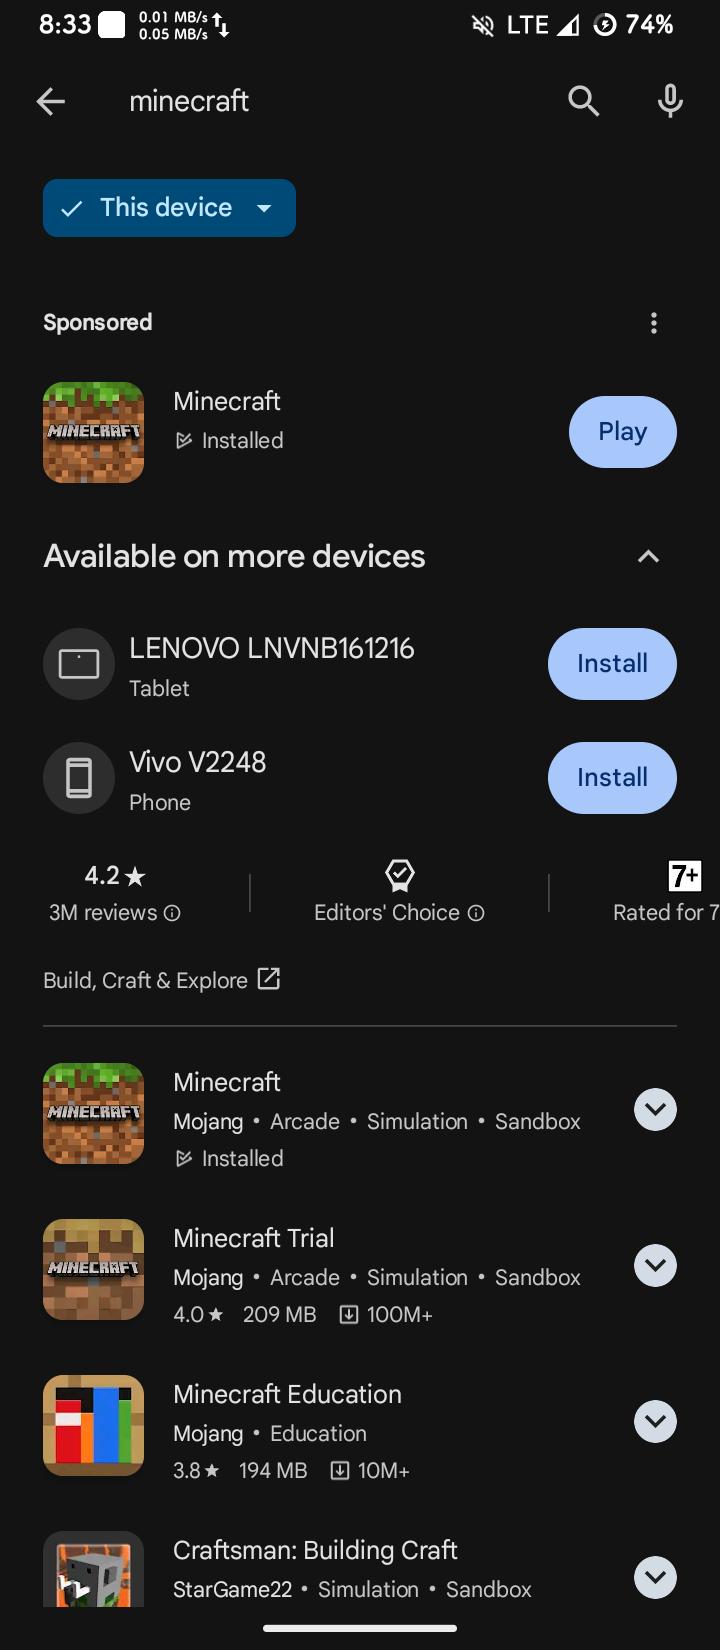 8:33 0.01 MB/s
0.05 MB/s LTE 74%
minecraft
This device
Sponsored
MINECRAFT
Minecraft
Installed
Play
Available on more devices
LENOVO LNVNB161216
Tablet
Install
Vivo V2248
Phone
Install
4.2★ 7+
3M reviews Editors' Choice Rated for 7
Build, Craft & Explore
MINECRAFT
Minecraft
Mojang • Arcade • Simulation • Sandbox
Installed
MINECRAFT
Minecraft Trial
Mojang • Arcade • Simulation • Sandbox
4.0★ 209 MB 100M+
Minecraft Education
Mojang • Education
3.8★ 194 MB 10M+
Craftsman: Building Craft
StarGame22 • Simulation • Sandbox